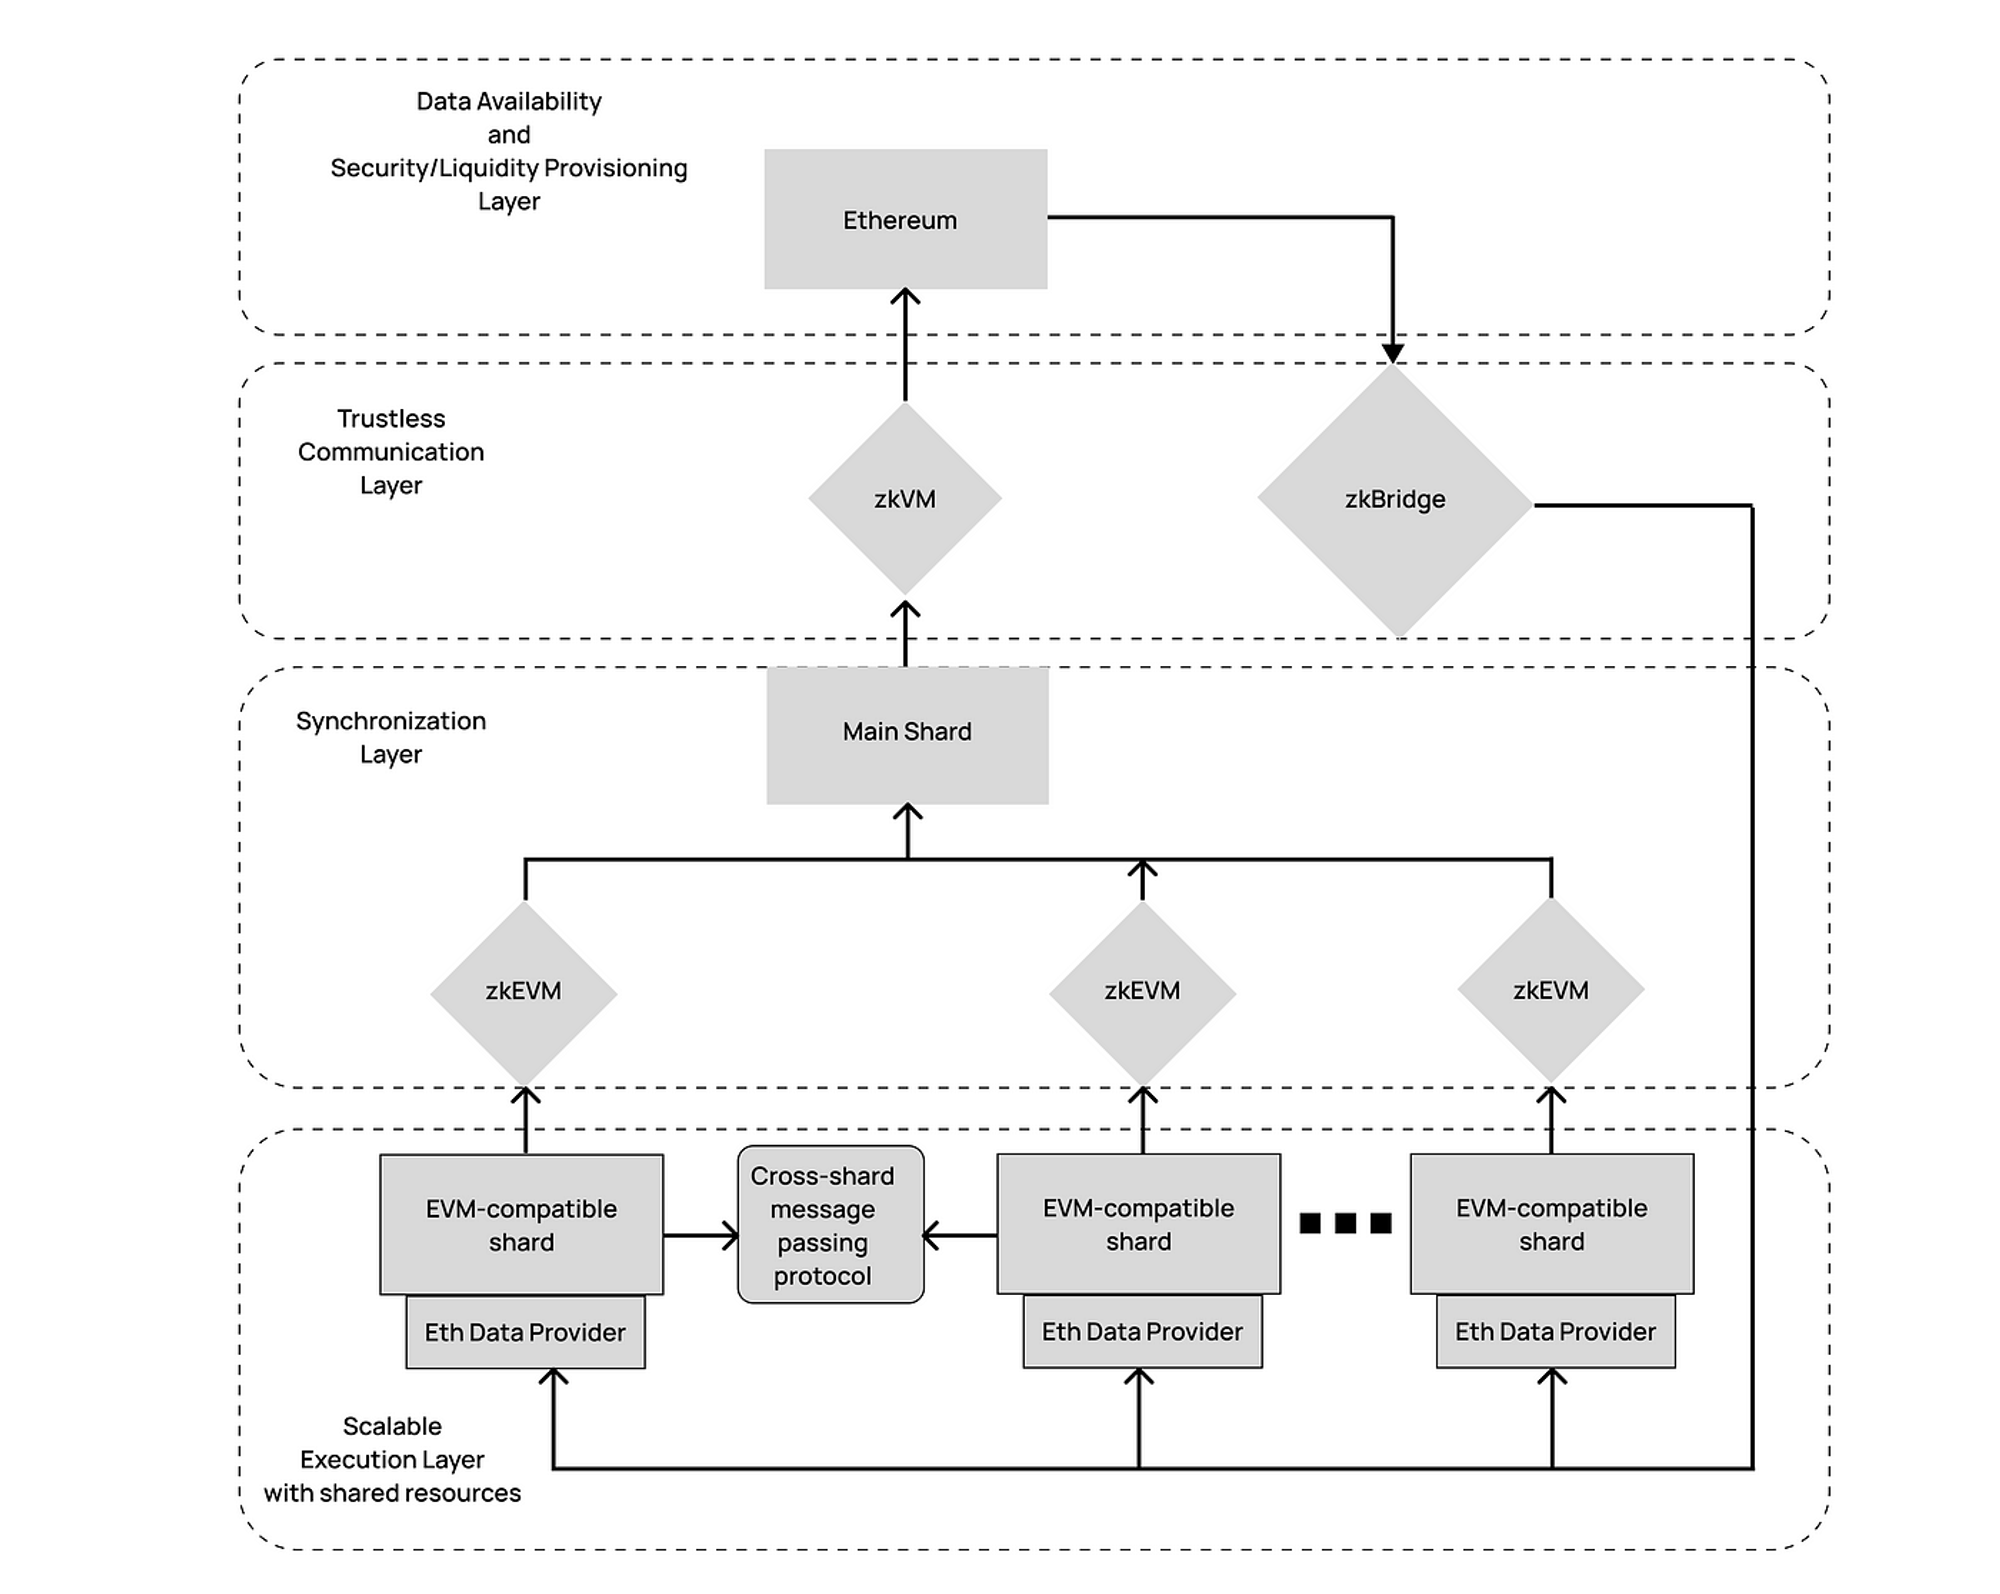 Data Availability
and
Security/Liquidity Provisioning
Layer
Ethereum
Trustless
Communication
Layer
zkVM
zkBridge
Synchronization
Layer
Main Shard
zkEVM
zkEVM
zkEVM
EVM-compatible
shard
Eth Data Provider
Cross-shard
message
passing
protocol
EVM-compatible
shard
Eth Data Provider
EVM-compatible
shard
Eth Data Provider
Scalable
Execution Layer
with shared resources